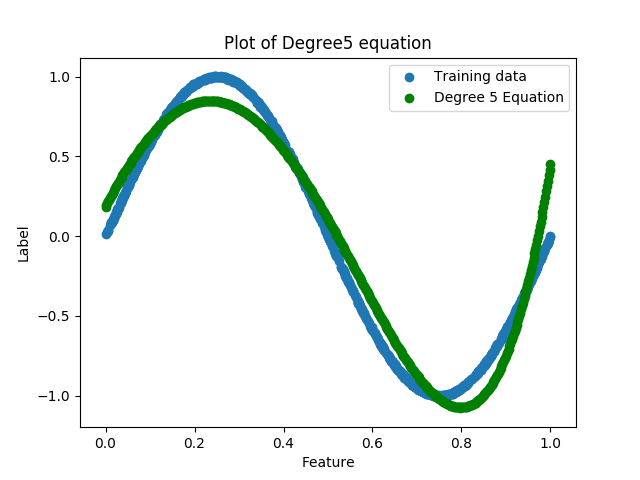 Plot of Degree5 equation
Training data
Degree 5 Equation
1.0
0.5
0.0
−0.5
−1.0
Label
0.0
0.2
0.4
0.6
0.8
1.0
Feature